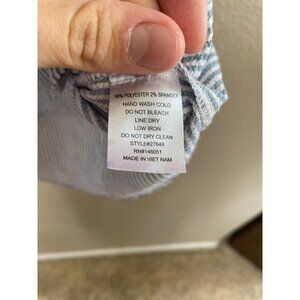 98% POLYESTER 2% SPANDEX
HAND WASH COLD
DO NOT BLEACH
LINE DRY
LOW IRON
DO NOT DRY CLEAN
STYLE#27849
RN#146051
MADE IN VIET NAM